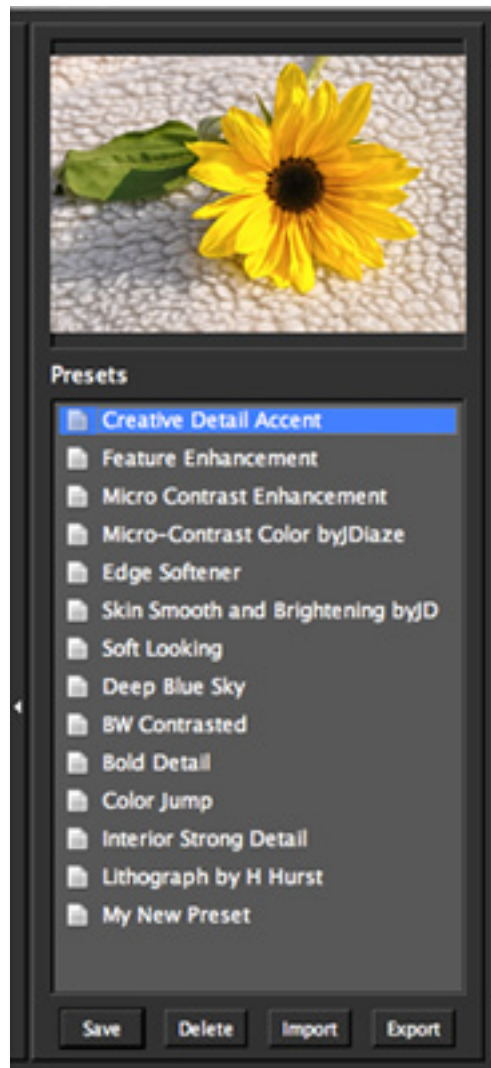 Presets
Creative Detail Accent
Feature Enhancement
Micro Contrast Enhancement
Micro-Contrast Color byJDiaze
Edge Softener
Skin Smooth and Brightening byJD
Soft Looking
Deep Blue Sky
BW Contrasted
Bold Detail
Color Jump
Interior Strong Detail
Lithograph by H Hurst
My New Preset
Save Delete Import Export